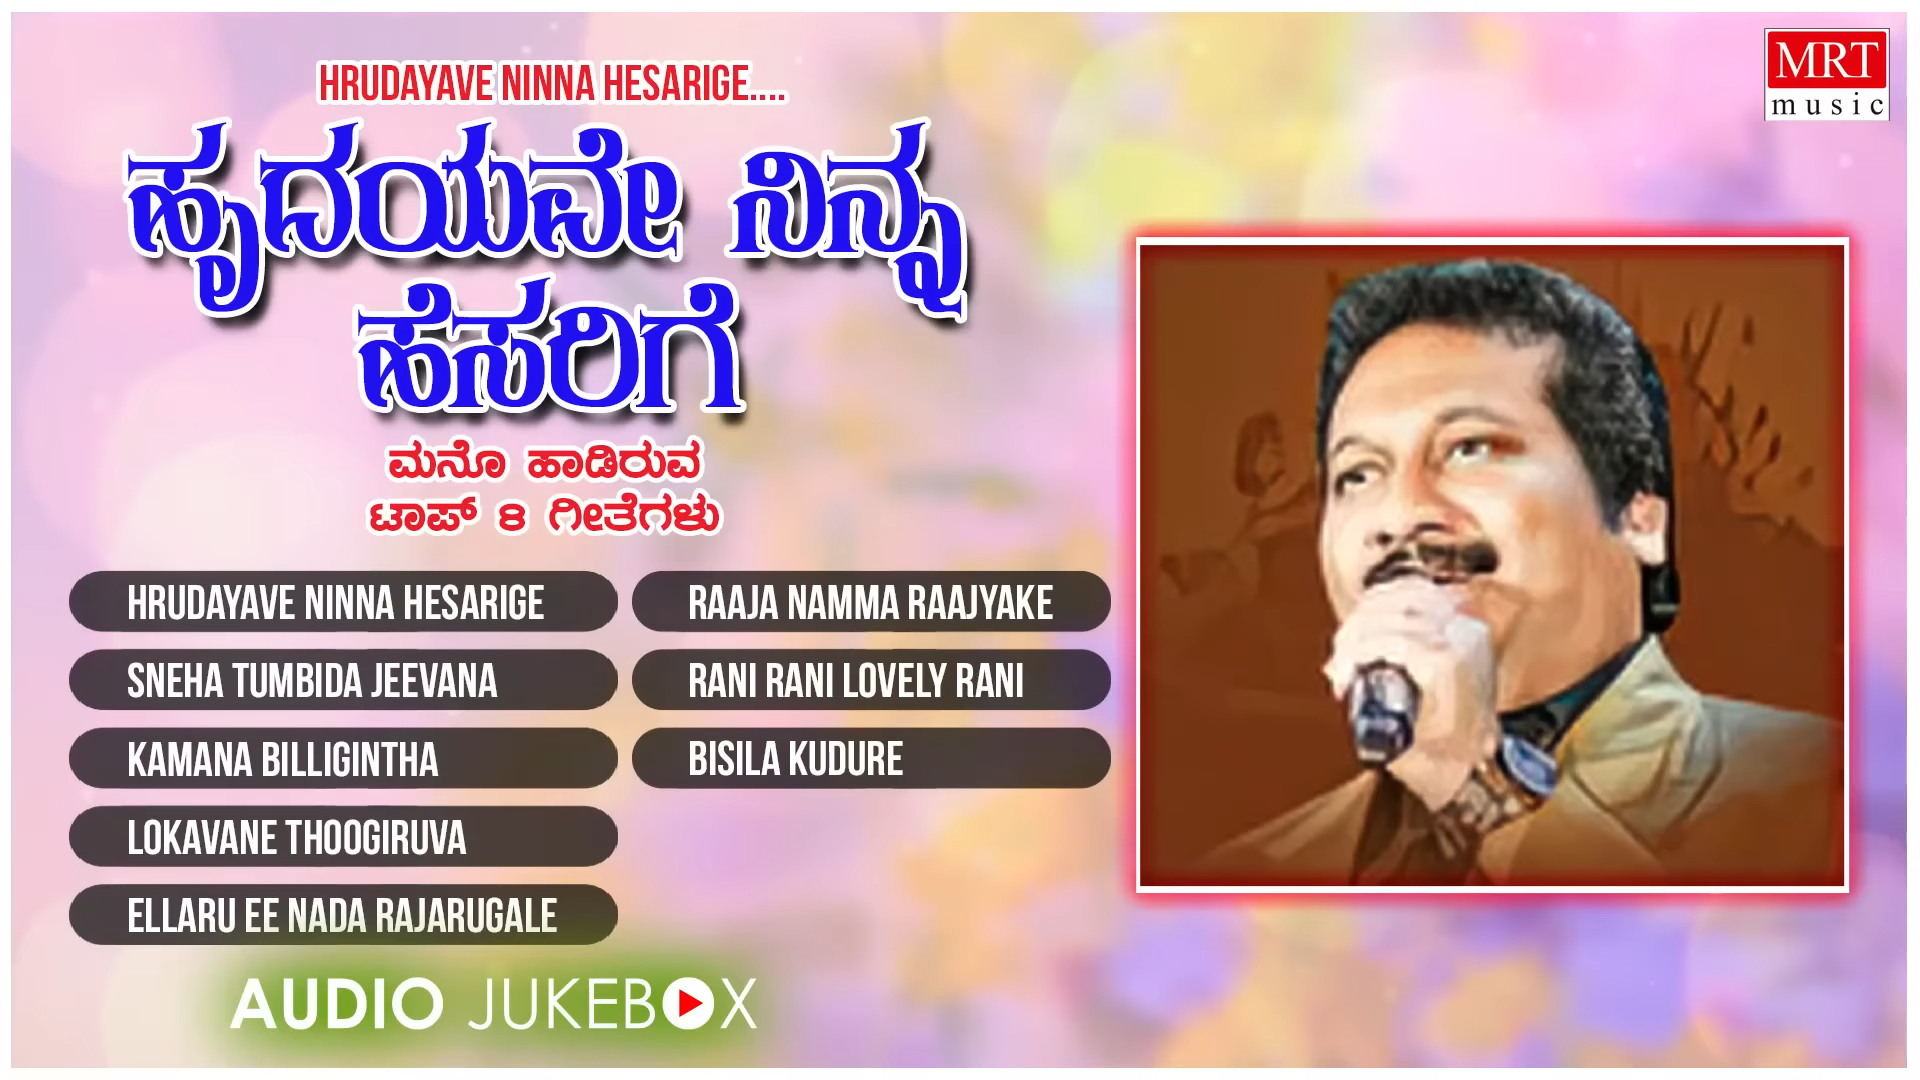 HRUDAYAVE NINNA HESARIGE....
ಹೃದಯವೇ ನಿನ್ನ
ಹೆಸರಿಗೆ
ಮನೊ ಹಾಡಿರುವ
ಟಾಪ್ 8 ಗೀತೆಗಳು
HRUDAYAVE NINNA HESARIGE
SNEHA TUMBIDA JEEVANA
KAMANA BILLIGINTHA
LOKAVANE THOOGIRUVA
ELLARU EE NADA RAJARUGALE
RAAJA NAMMA RAAJYAKE
RANI RANI LOVELY RANI
BISILA KUDURE
AUDIO JUKEBOX
MRT
music